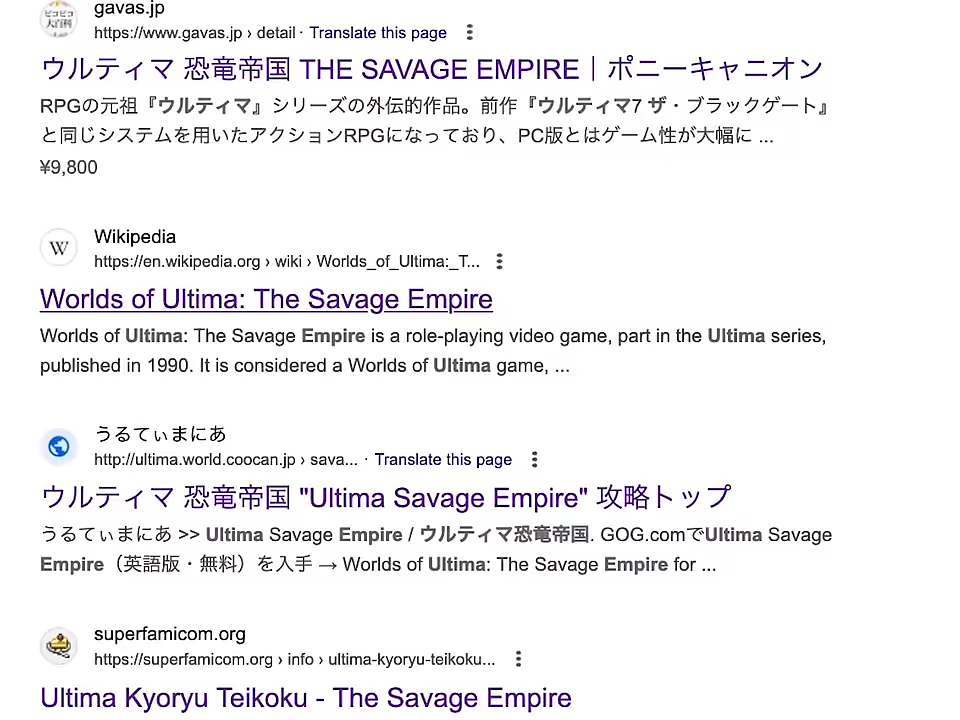 ピコピコ
大百科
gavas.jp
https://www.gavas.jp › detail · Translate this page
ウルティマ 恐竜帝国 THE SAVAGE EMPIRE｜ポニーキャニオン
RPGの元祖『ウルティマ』シリーズの外伝的作品。前作『ウルティマ7 ザ・ブラックゲート』
と同じシステムを用いたアクションRPGになっており、PC版とはゲーム性が大幅に ...
¥9,800
W
Wikipedia
https://en.wikipedia.org › wiki › Worlds_of_Ultima:_T...
Worlds of Ultima: The Savage Empire
Worlds of Ultima: The Savage Empire is a role-playing video game, part in the Ultima series,
published in 1990. It is considered a Worlds of Ultima game, ...
うるてぃまにあ
http://ultima.world.coocan.jp › sava... · Translate this page
ウルティマ 恐竜帝国 "Ultima Savage Empire" 攻略トップ
うるてぃまにあ >> Ultima Savage Empire / ウルティマ恐竜帝国. GOG.comでUltima Savage
Empire（英語版・無料）を入手 → Worlds of Ultima: The Savage Empire for ...
superfamicom.org
https://superfamicom.org › info › ultima-kyoryu-teikoku...
Ultima Kyoryu Teikoku - The Savage Empire